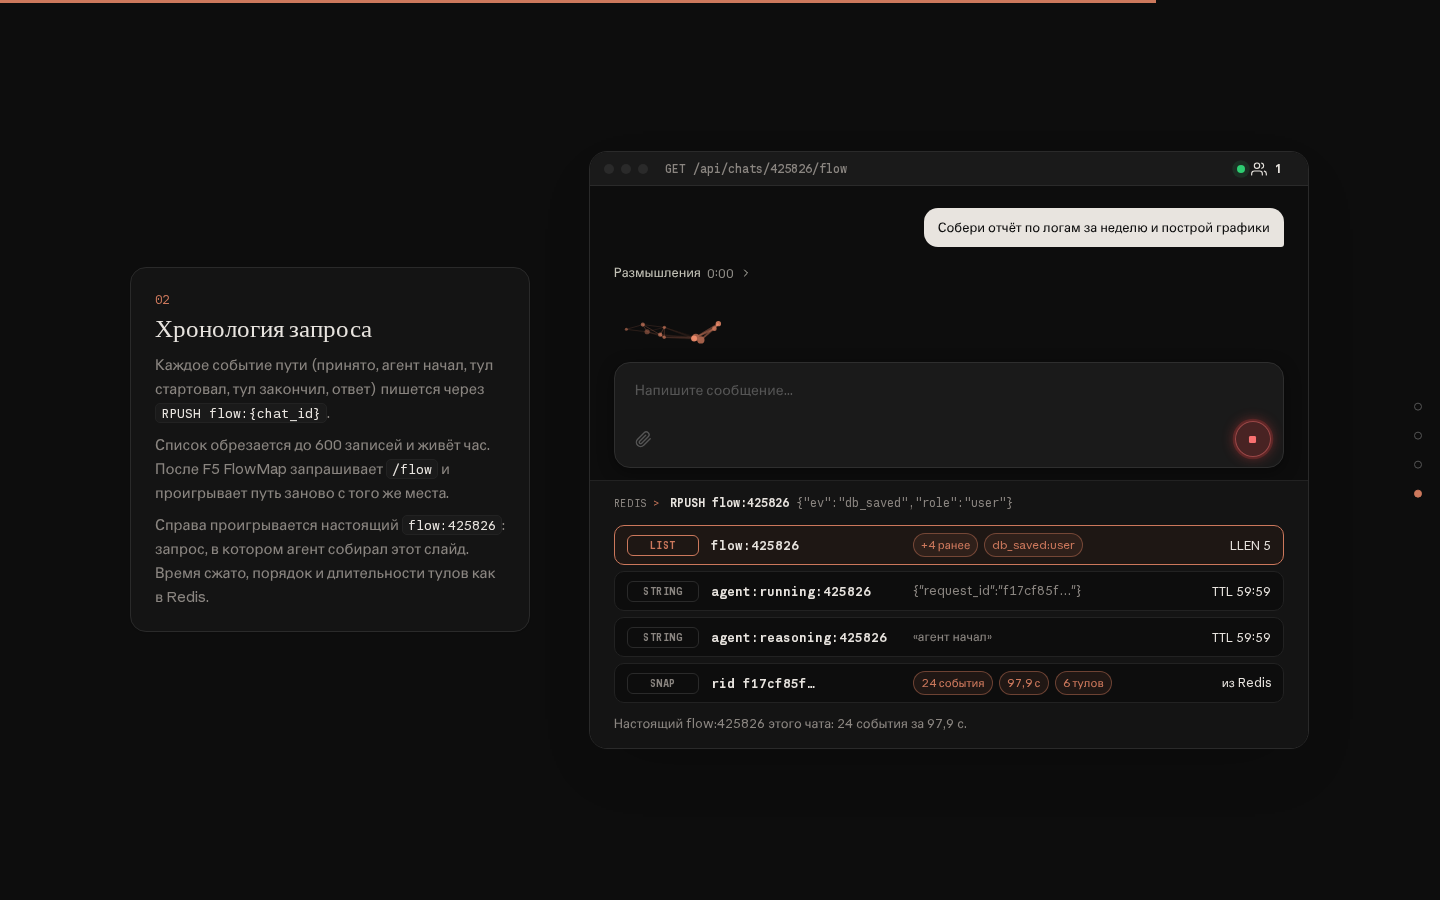 GET /api/chats/425826/flow
1
Собери отчёт по логам за неделю и построй графики
Размышления 0:00 ›
Напишите сообщение...
02
Хронология запроса
Каждое событие пути (принято, агент начал, тул
стартовал, тул закончил, ответ) пишется через
RPUSH flow:{chat_id} .
Список обрезается до 600 записей и живёт час.
После F5 FlowMap запрашивает /flow и
проигрывает путь заново с того же места.
Справа проигрывается настоящий flow:425826 :
запрос, в котором агент собирал этот слайд.
Время сжато, порядок и длительности тулов как
в Redis.
REDIS > RPUSH flow:425826 {"ev":"db_saved","role":"user"}
LIST flow:425826 +4 ранее db_saved:user LLEN 5
STRING agent:running:425826 {"request_id":"f17cf85f…"} TTL 59:59
STRING agent:reasoning:425826 «агент начал» TTL 59:59
SNAP rid f17cf85f… 24 события 97,9 с 6 тулов из Redis
Настоящий flow:425826 этого чата: 24 события за 97,9 с.